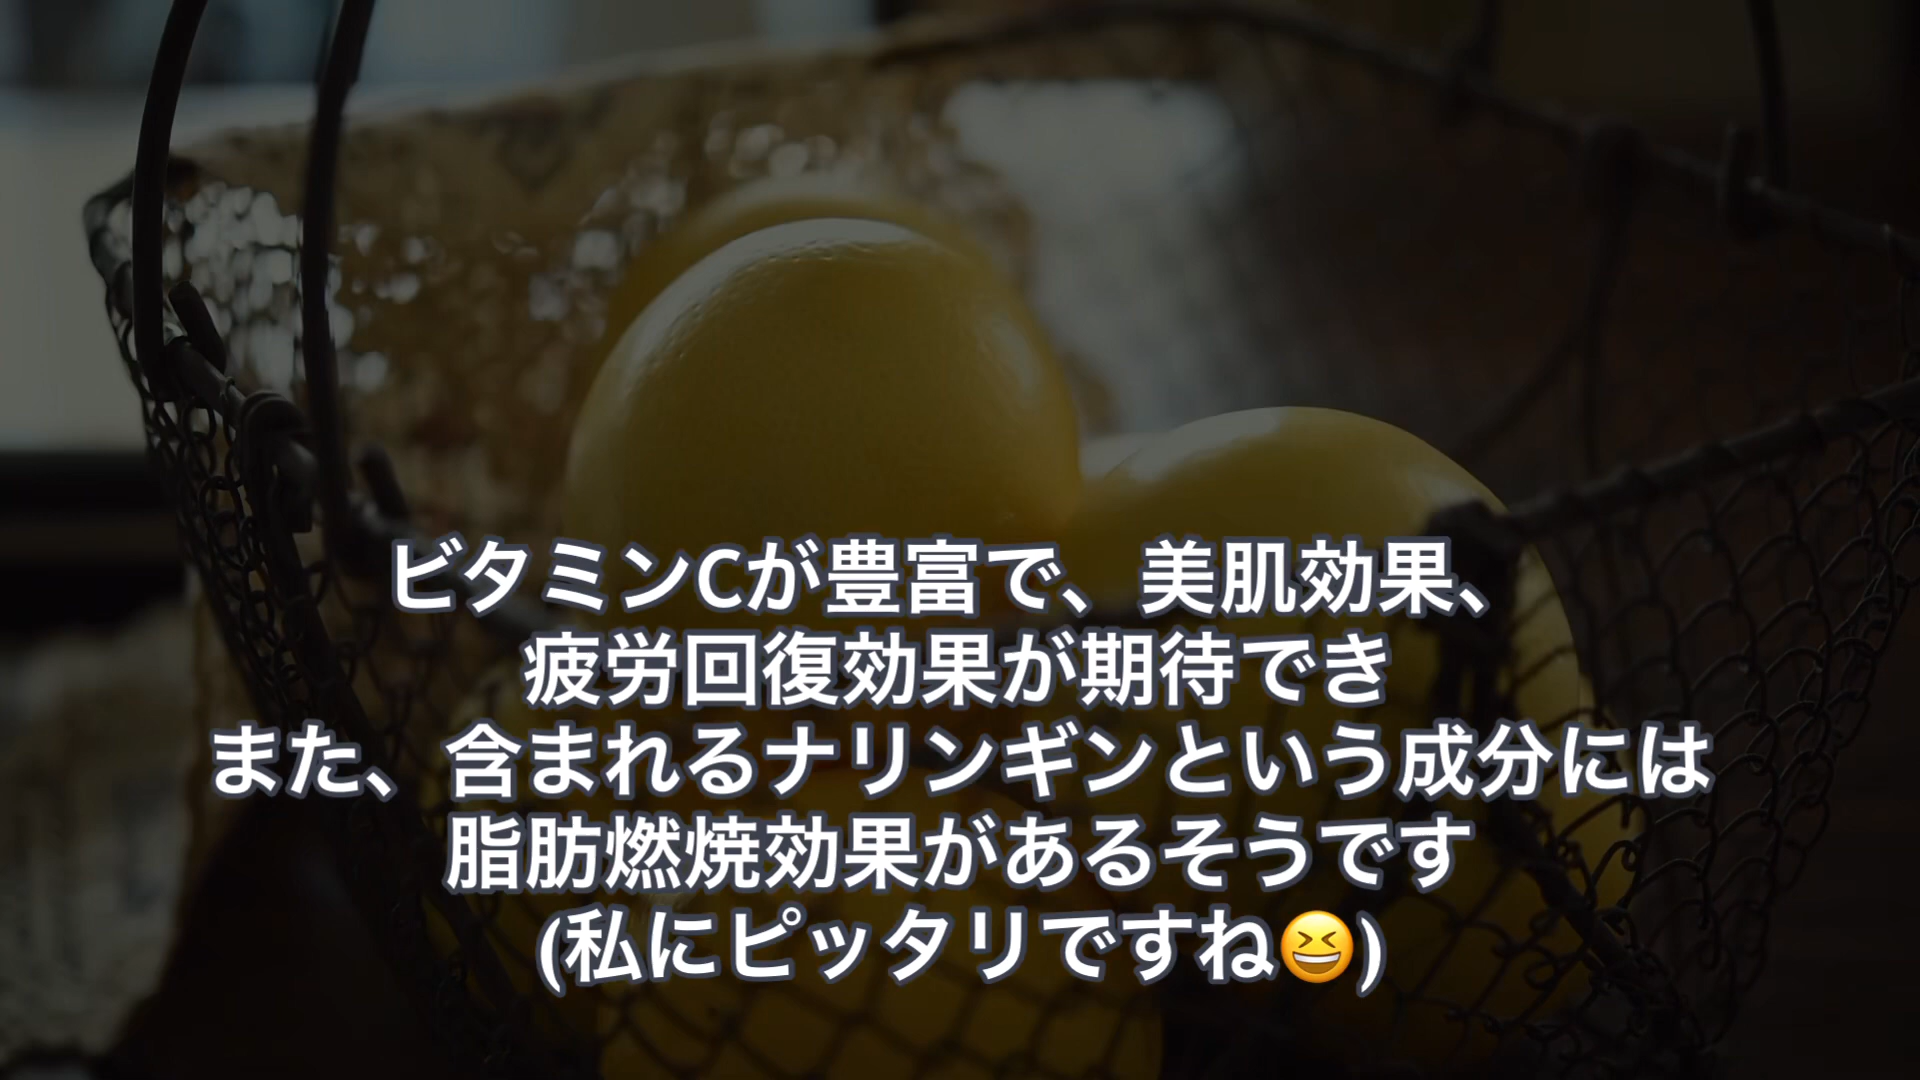 ビタミンCが豊富で、美肌効果、
疲労回復効果が期待でき
また、含まれるナリンギンという成分には
脂肪燃焼効果があるそうです
(私にピッタリですね😆)